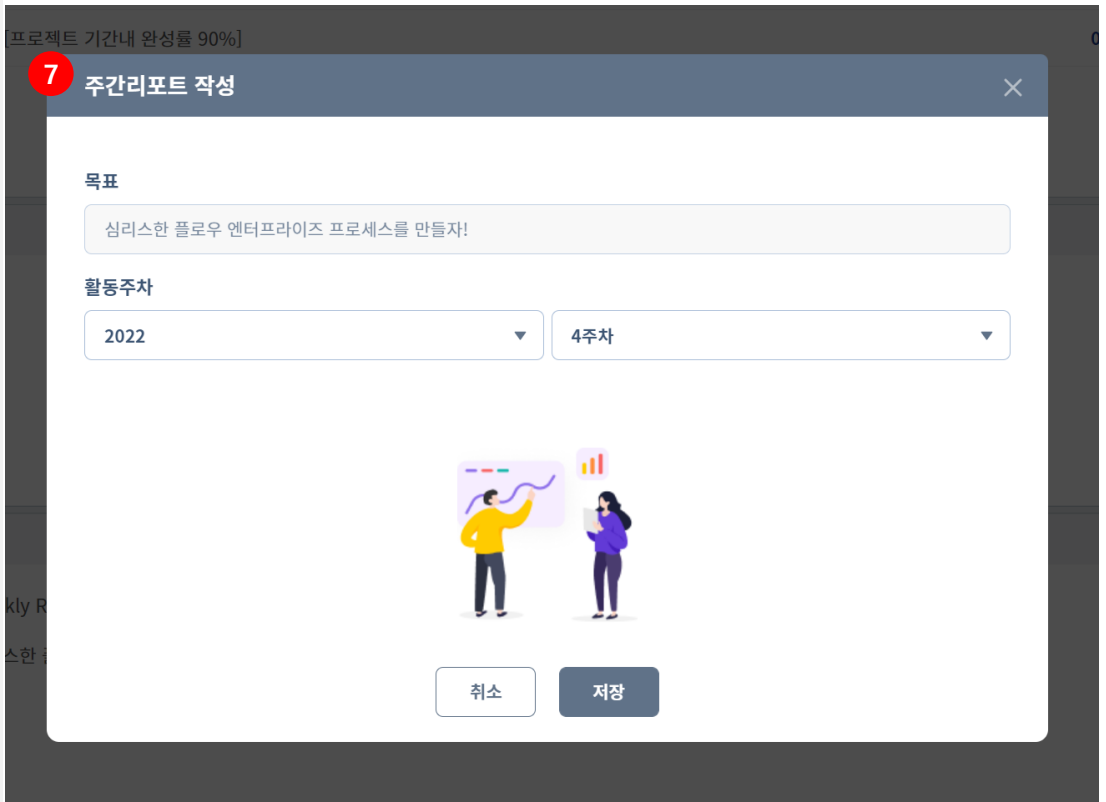 [프로젝트 기간내 완성률 90%]
7
주간리포트 작성
목표
심리스한 플로우 엔터프라이즈 프로세스를 만들자!
활동주차
2022
4주차
kly R
스한
취소
저장